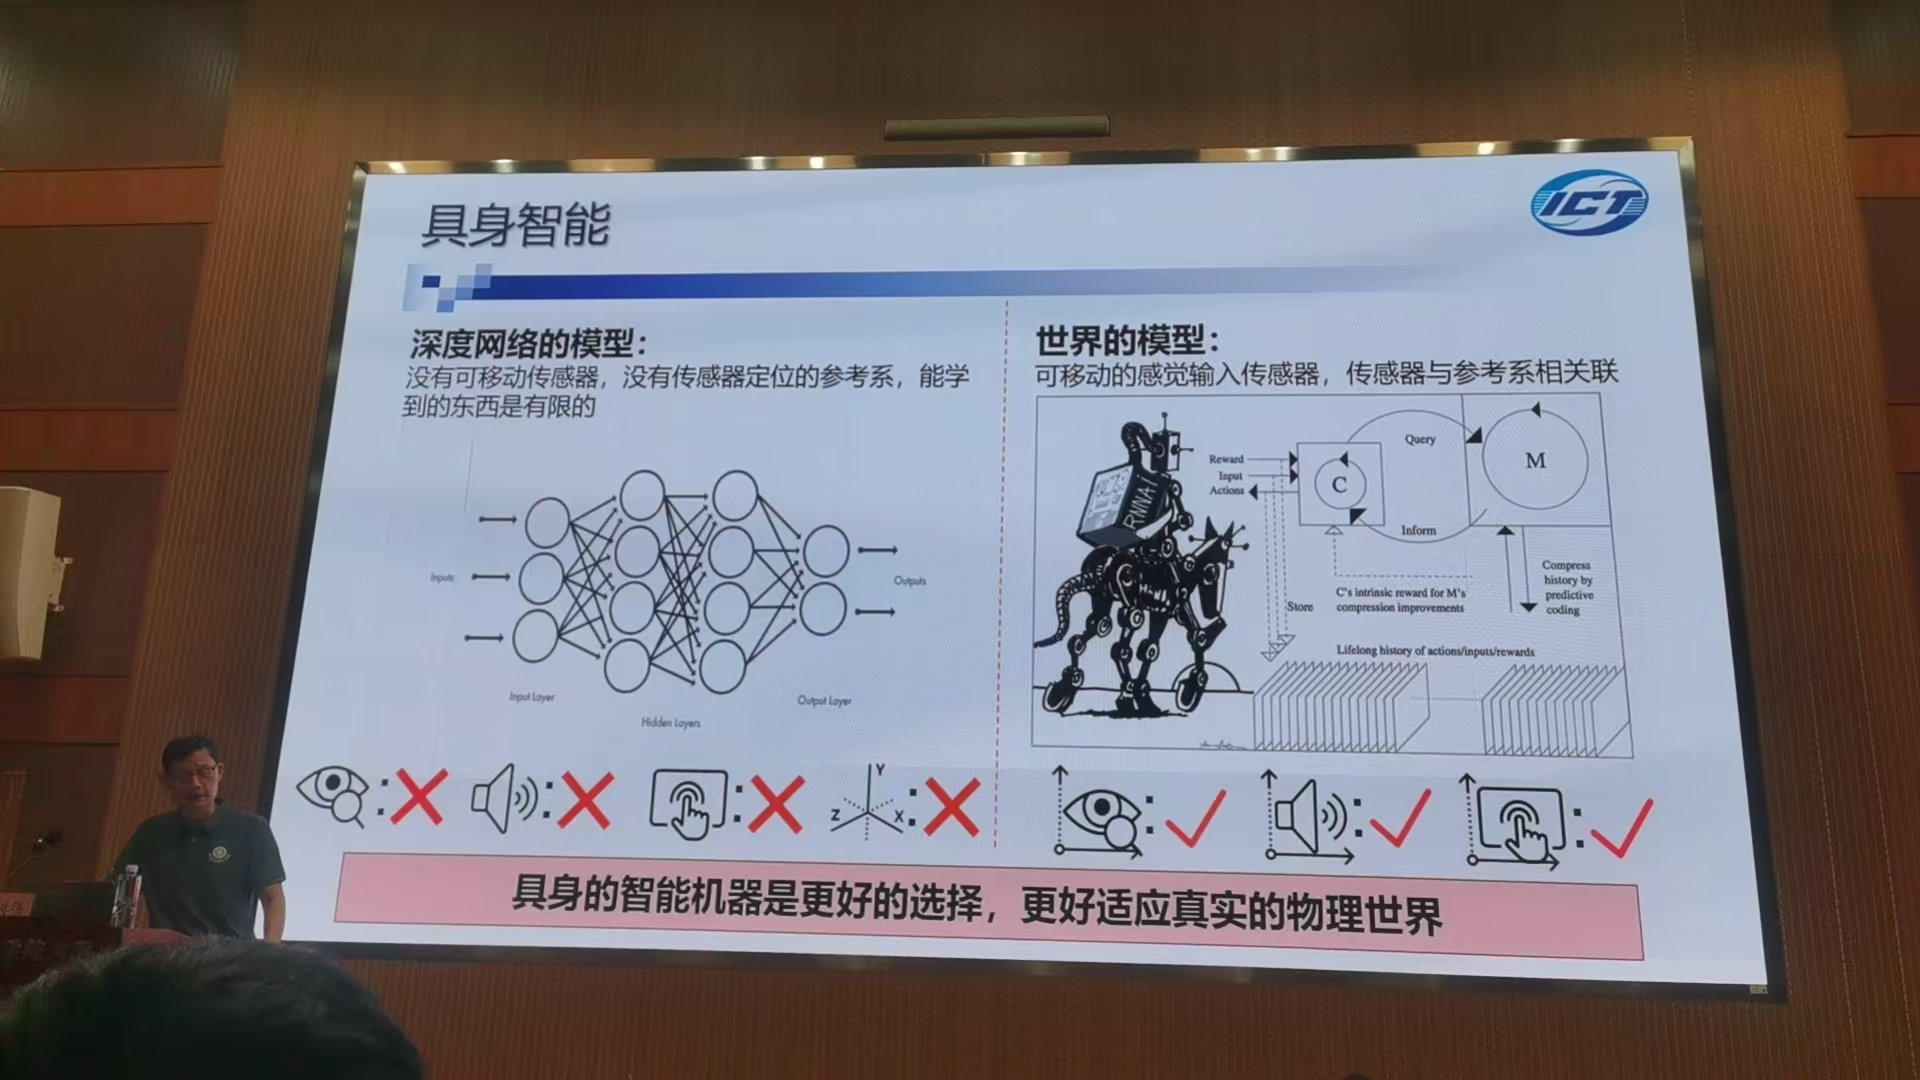 具身智能
ICT
深度网络的模型：
没有可移动传感器，没有传感器定位的参考系，能学
到的东西是有限的
Inputs
Outputs
Input Layer
Hidden Layers
Output Layer
Y
Z
X
世界的模型：
可移动的感觉输入传感器，传感器与参考系相关联
RNNAI
Reward
Input
Actions
C
Query
M
Inform
Store
C's intrinsic reward for M's
compression improvements
Compress
history by
predictive
coding
Lifelong history of actions/inputs/rewards
具身的智能机器是更好的选择，更好适应真实的物理世界